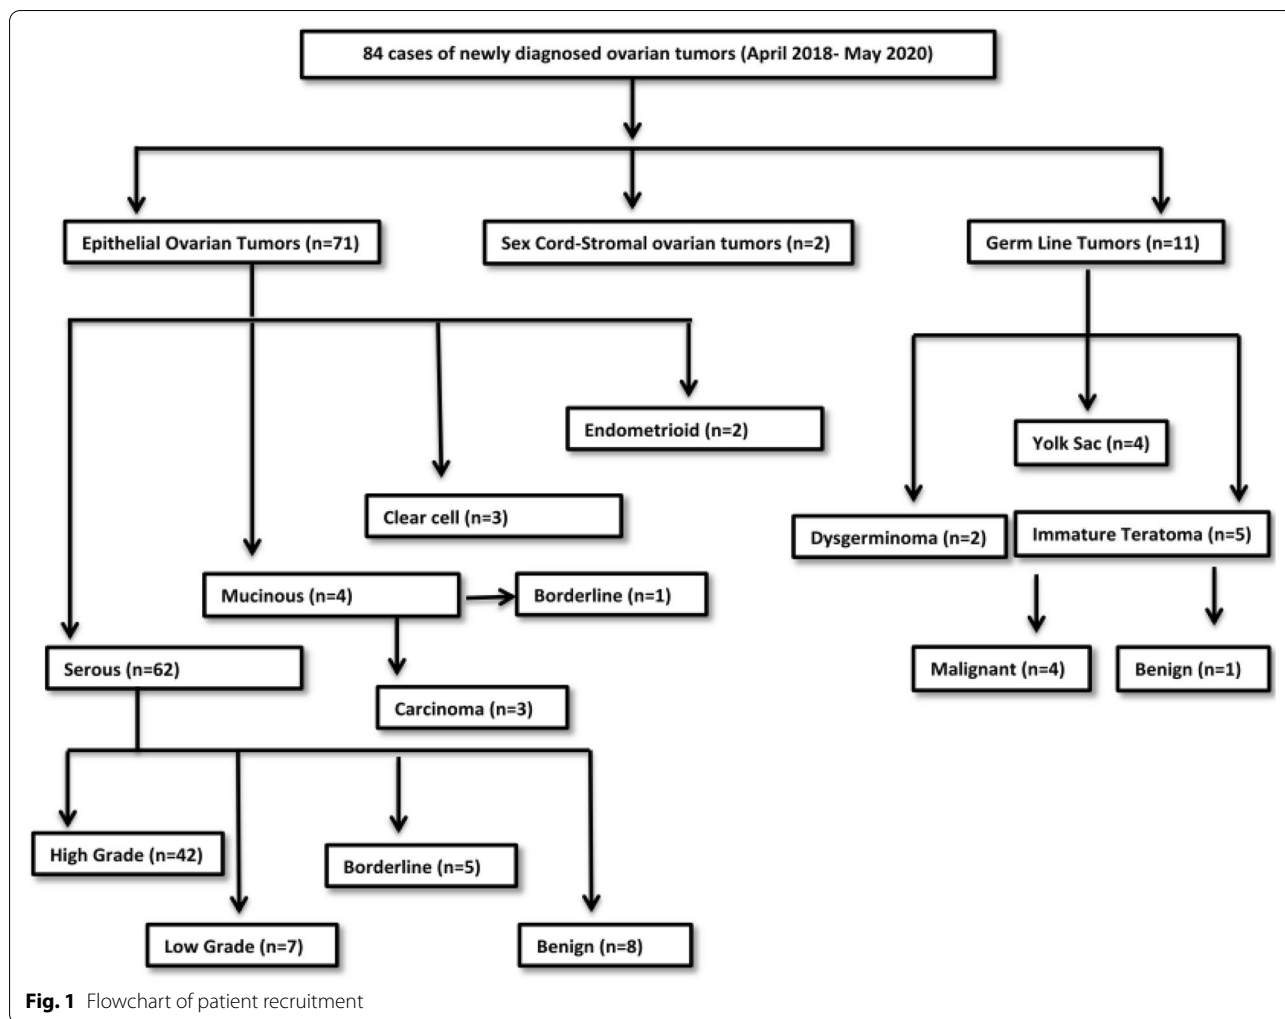 84 cases of newly diagnosed ovarian tumors (April 2018- May 2020)
Epithelial Ovarian Tumors (n=71)
Sex Cord-Stromal ovarian tumors (n=2)
Germ Line Tumors (n=11)
Endometrioid (n=2)
Yolk Sac (n=4)
Clear cell (n=3)
Dysgerminoma (n=2)
Immature Teratoma (n=5)
Mucinous (n=4)
Borderline (n=1)
Serous (n=62)
Malignant (n=4)
Benign (n=1)
Carcinoma (n=3)
High Grade (n=42)
Borderline (n=5)
Low Grade (n=7)
Benign (n=8)
Fig. 1 Flowchart of patient recruitment